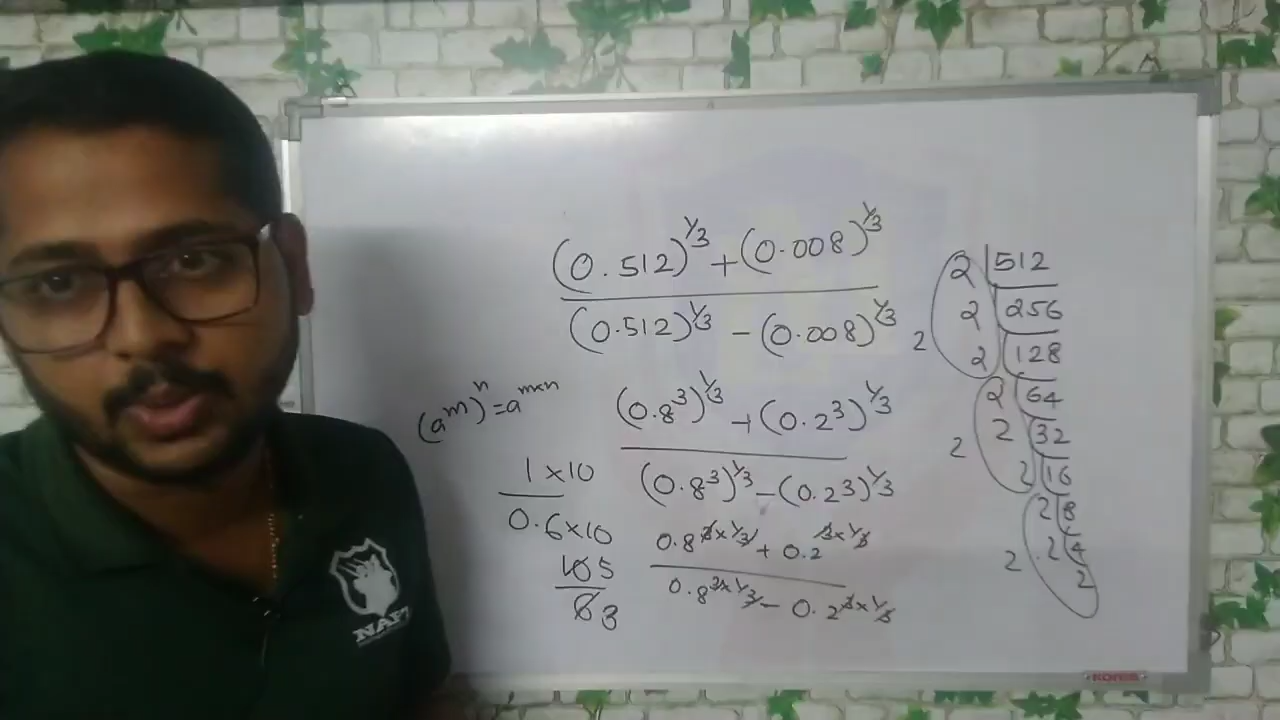 (0.512)^1/3 + (0.008)^1/3
(0.512)^1/3 - (0.008)^1/3
(a^m)^n = a^m×n
(0.8^3)^1/3 + (0.2^3)^1/3
(0.8^3)^1/3 - (0.2^3)^1/3
0.8^3×1/3 + 0.2^3×1/3
0.8^3×1/3 - 0.2^3×1/3
1×10
0.6×10
10 5
6 3
2 512
2 256
2 128
2
2 64
2 32
2 16
2
2 8
2 4
2
2
KORES